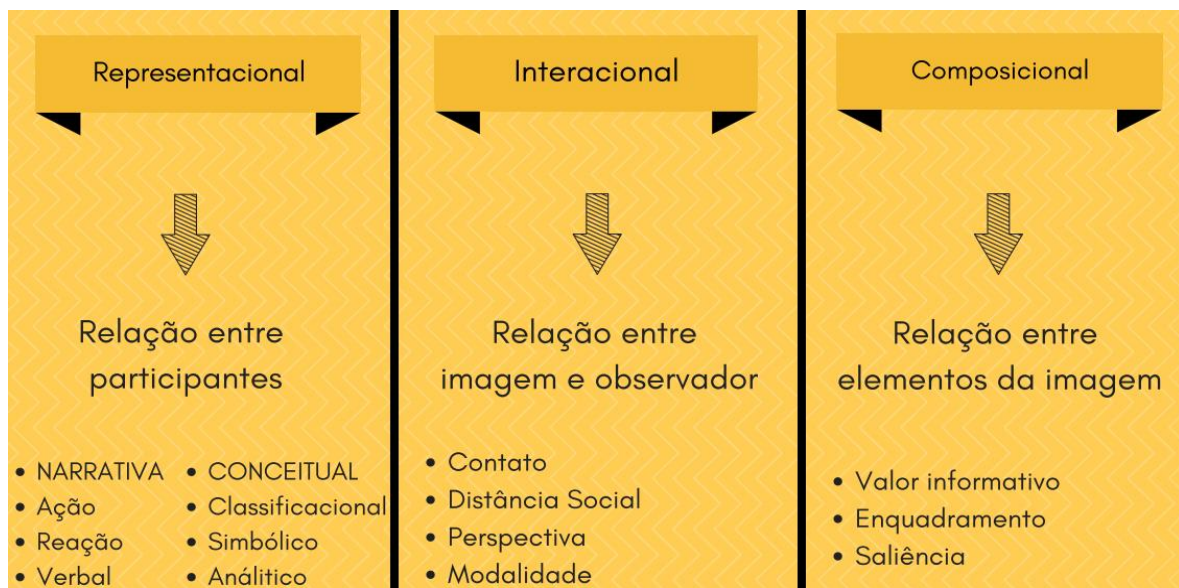 Representacional
Relação entre
participantes
• NARRATIVA
• Ação
• Reação
• Verbal
• CONCEITUAL
• Classificacional
• Simbólico
• Análitico
Interacional
Relação entre
imagem e observador
• Contato
• Distância Social
• Perspectiva
• Modalidade
Composicional
Relação entre
elementos da imagem
• Valor informativo
• Enquadramento
• Saliência